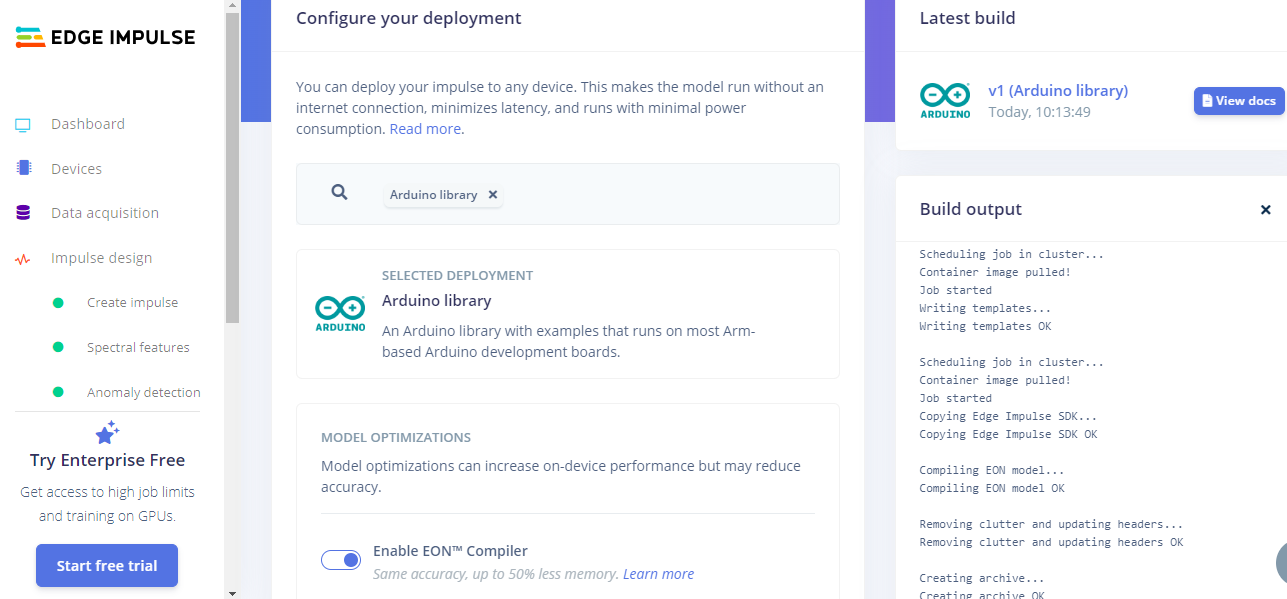 EDGE IMPULSE
Dashboard
Devices
Data acquisition
Impulse design
Create impulse
Spectral features
Anomaly detection
Try Enterprise Free
Get access to high job limits
and training on GPUs.
Start free trial
Configure your deployment
You can deploy your impulse to any device. This makes the model run without an
internet connection, minimizes latency, and runs with minimal power
consumption. Read more.
Arduino library ×
SELECTED DEPLOYMENT
Arduino library
ARDUINO
An Arduino library with examples that runs on most Arm-
based Arduino development boards.
MODEL OPTIMIZATIONS
Model optimizations can increase on-device performance but may reduce
accuracy.
Enable EON™ Compiler
Same accuracy, up to 50% less memory. Learn more
Latest build
ARDUINO
v1 (Arduino library)
Today, 10:13:49
View docs
Build output ×
Scheduling job in cluster...
Container image pulled!
Job started
Writing templates...
Writing templates OK
Scheduling job in cluster...
Container image pulled!
Job started
Copying Edge Impulse SDK...
Copying Edge Impulse SDK OK
Compiling EON model...
Compiling EON model OK
Removing clutter and updating headers...
Removing clutter and updating headers OK
Creating archive...
Creating archive OK